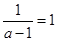 1/(a−1) = 1